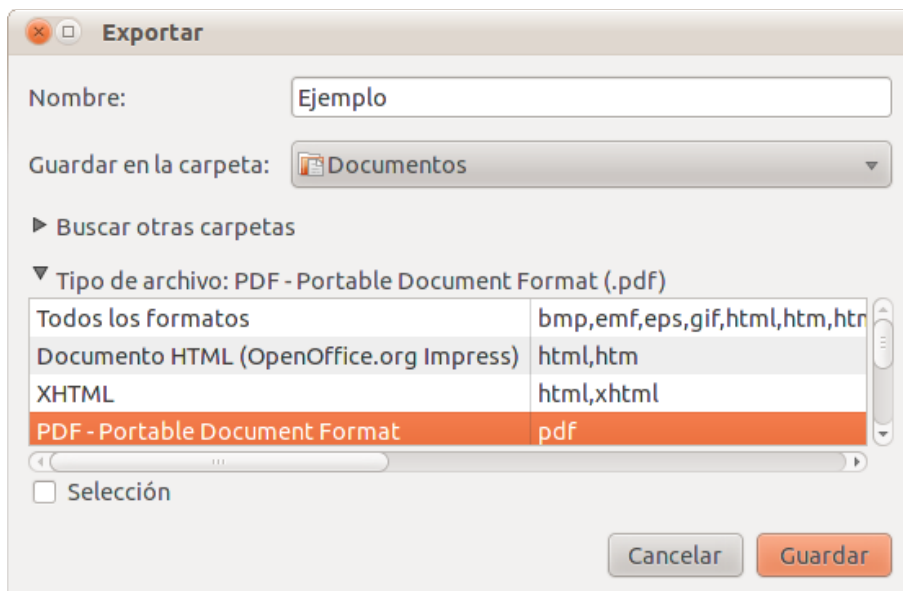 Exportar
Nombre: Ejemplo
Guardar en la carpeta: Documentos
Buscar otras carpetas
Tipo de archivo: PDF - Portable Document Format (.pdf)
Todos los formatos bmp,emf,eps,gif,html,htm,htm
Documento HTML (OpenOffice.org Impress) html,htm
XHTML html,xhtml
PDF - Portable Document Format pdf
Selección
Cancelar Guardar